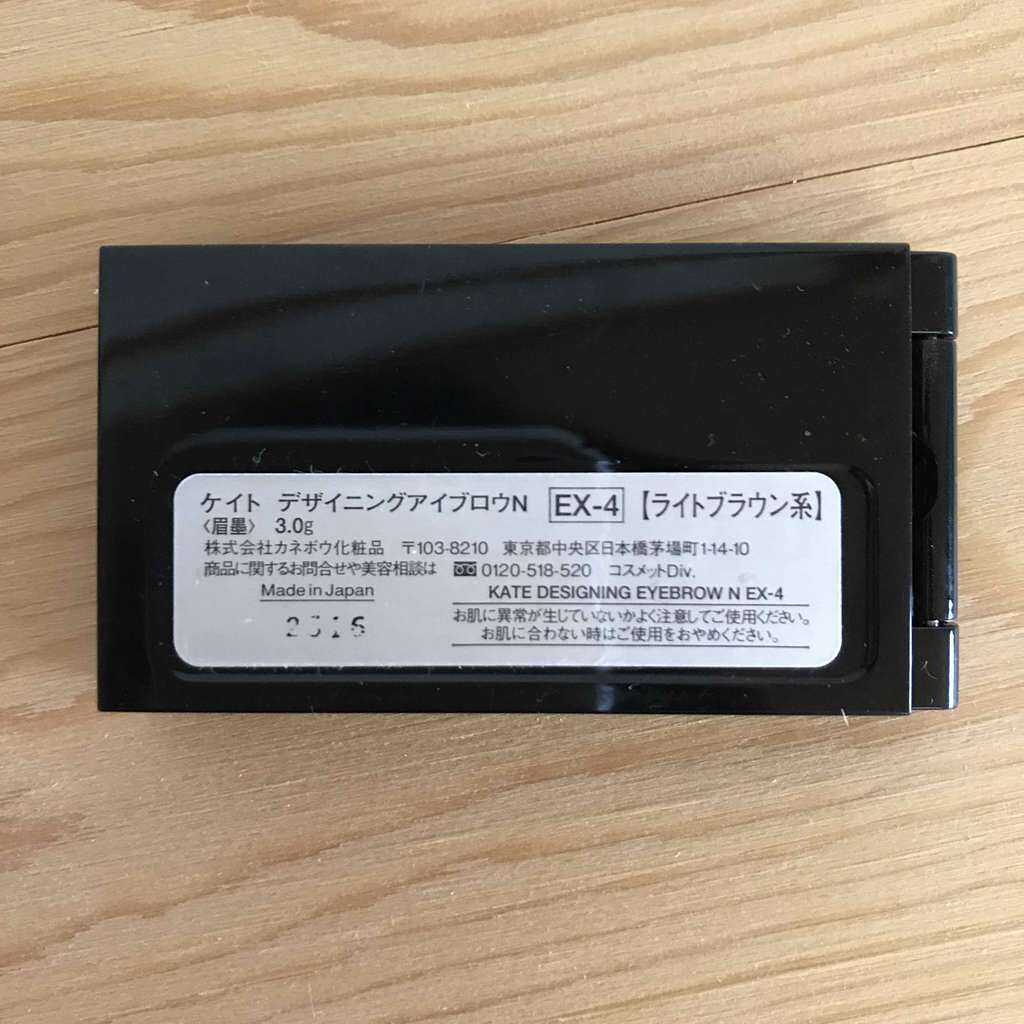 ケイト デザイニングアイブロウN EX-4 【ライトブラウン系】
〈眉墨〉 3.0g
株式会社カネボウ化粧品 〒103-8210 東京都中央区日本橋茅場町1-14-10
商品に関するお問合せや美容相談は 0120-518-520 コスメットDiv.
Made in Japan
KATE DESIGNING EYEBROW N EX-4
お肌に異常が生じていないかよく注意してご使用ください。
お肌に合わない時はご使用をおやめください。